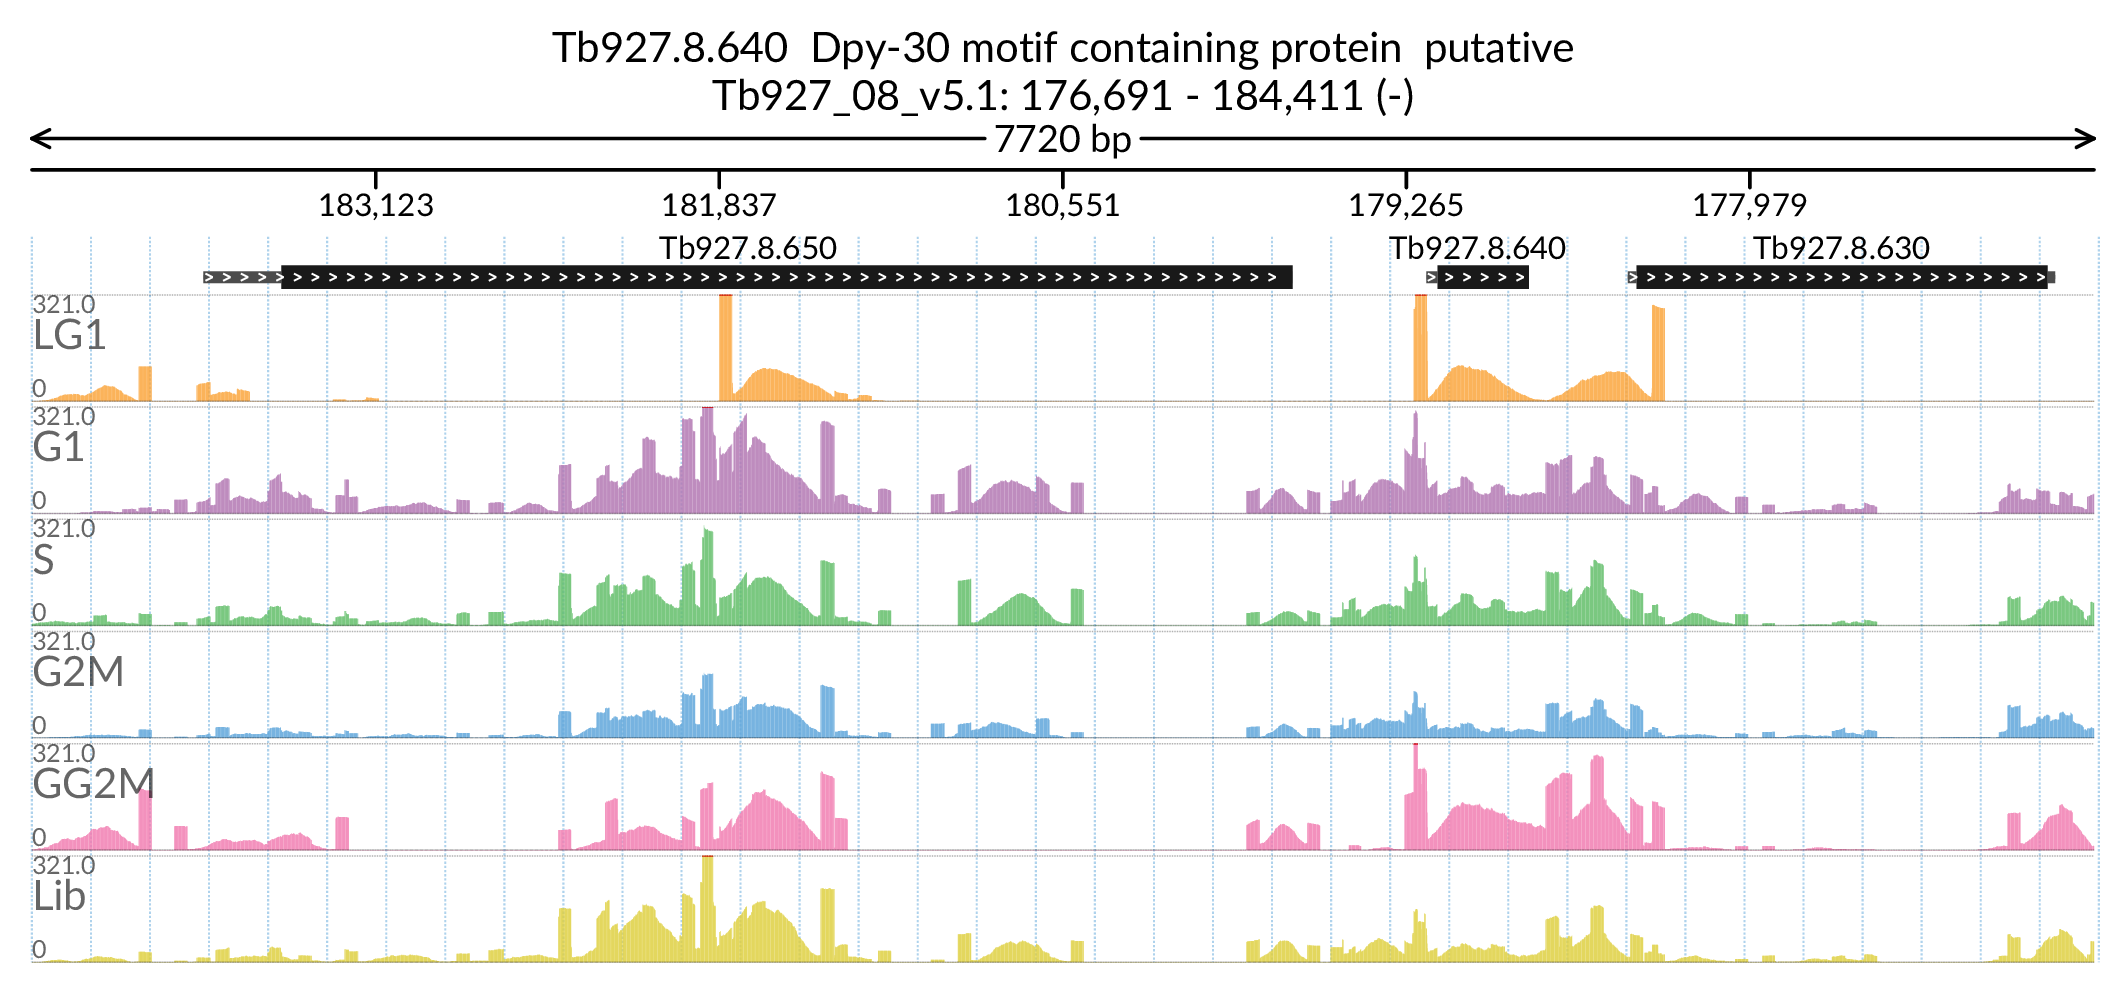 Tb927.8.640  Dpy-30 motif containing protein  putative
Tb927_08_v5.1: 176,691 - 184,411 (-)
7720 bp
183,123 181,837 180,551 179,265 177,979
Tb927.8.650 Tb927.8.640 Tb927.8.630
321.0
LG1
0
321.0
G1
0
321.0
S
0
321.0
G2M
0
321.0
GG2M
0
321.0
Lib
0